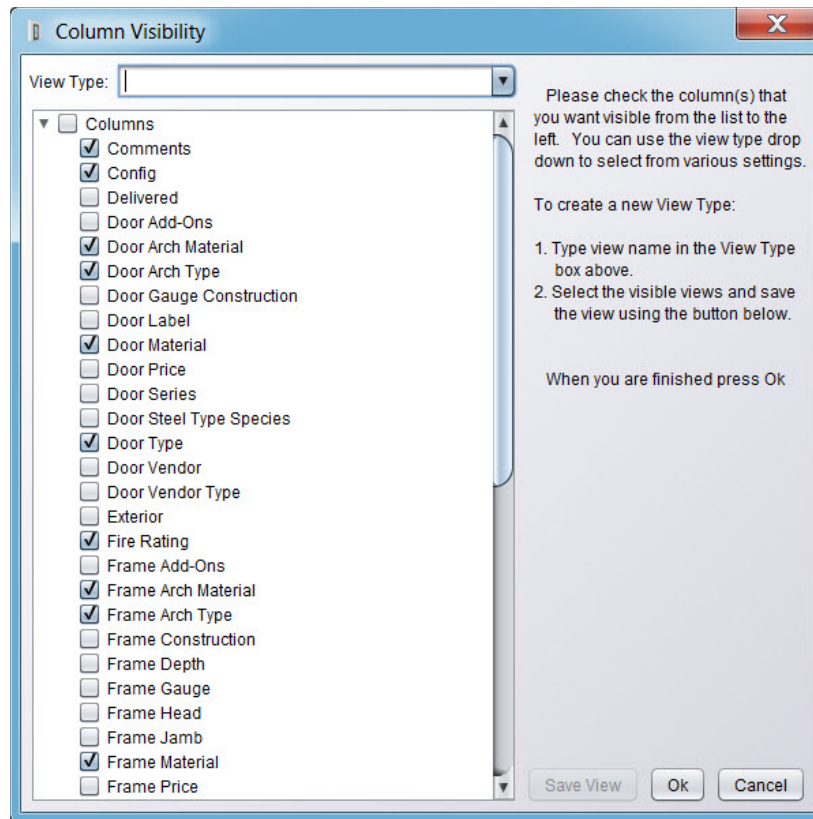 Column Visibility
View Type:
Columns
Comments
Config
Delivered
Door Add-Ons
Door Arch Material
Door Arch Type
Door Gauge Construction
Door Label
Door Material
Door Price
Door Series
Door Steel Type Species
Door Type
Door Vendor
Door Vendor Type
Exterior
Fire Rating
Frame Add-Ons
Frame Arch Material
Frame Arch Type
Frame Construction
Frame Depth
Frame Gauge
Frame Head
Frame Jamb
Frame Material
Frame Price
Please check the column(s) that
you want visible from the list to the
left. You can use the view type drop
down to select from various settings.
To create a new View Type:
1. Type view name in the View Type
box above.
2. Select the visible views and save
the view using the button below.
When you are finished press Ok
Save View
Ok
Cancel